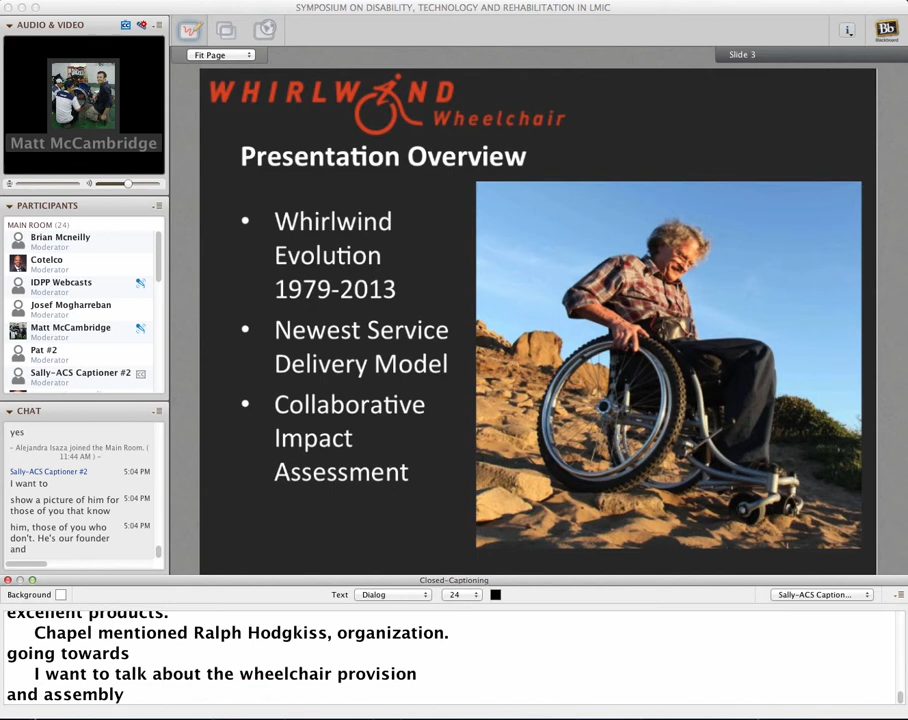 SYMPOSIUM ON DISABILITY, TECHNOLOGY AND REHABILITATION IN LMIC
AUDIO & VIDEO
Matt McCambridge
PARTICIPANTS
MAIN ROOM (24)
Brian Mcneilly
Moderator
Cotelco
Moderator
IDPP Webcasts
Moderator
Josef Mogharreban
Moderator
Matt McCambridge
Moderator
Pat #2
Moderator
Sally-ACS Captioner #2
Moderator
CHAT
yes
- Alejandra Isaza joined the Main Room. (
11:44 AM ) -
Sally-ACS Captioner #2 5:04 PM
I want to
show a picture of him for 5:04 PM
those of you that know
him, those of you who 5:04 PM
don't. He's our founder
and
Fit Page
Slide 3
Bb
Blackboard
WHIRLWIND
Wheelchair
Presentation Overview
• Whirlwind
Evolution
1979-2013
• Newest Service
Delivery Model
• Collaborative
Impact
Assessment
Closed-Captioning
Background Text Dialog 24 Sally-ACS Caption...
excellent products.
Chapel mentioned Ralph Hodgkiss, organization.
going towards
I want to talk about the wheelchair provision
and assembly